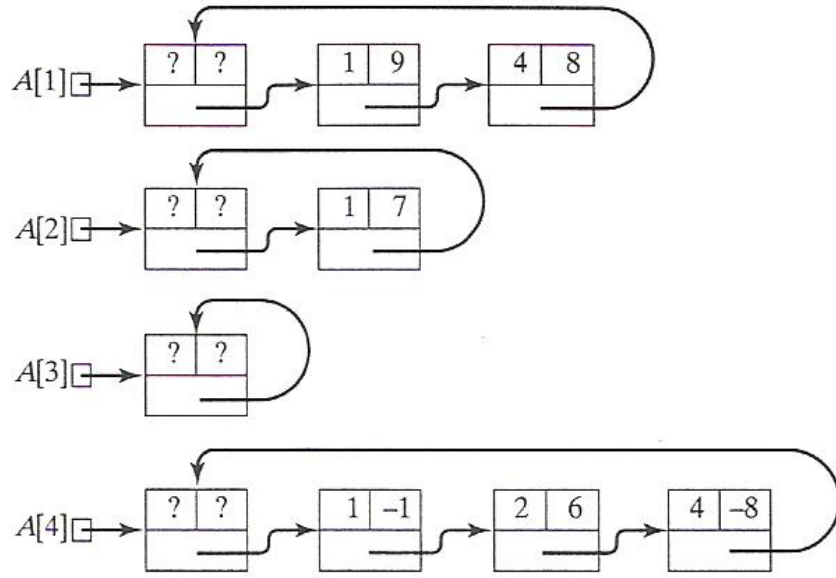 A[1] ? ? 1 9 4 8
A[2] ? ? 1 7
A[3] ? ?
A[4] ? ? 1 –1 2 6 4 –8